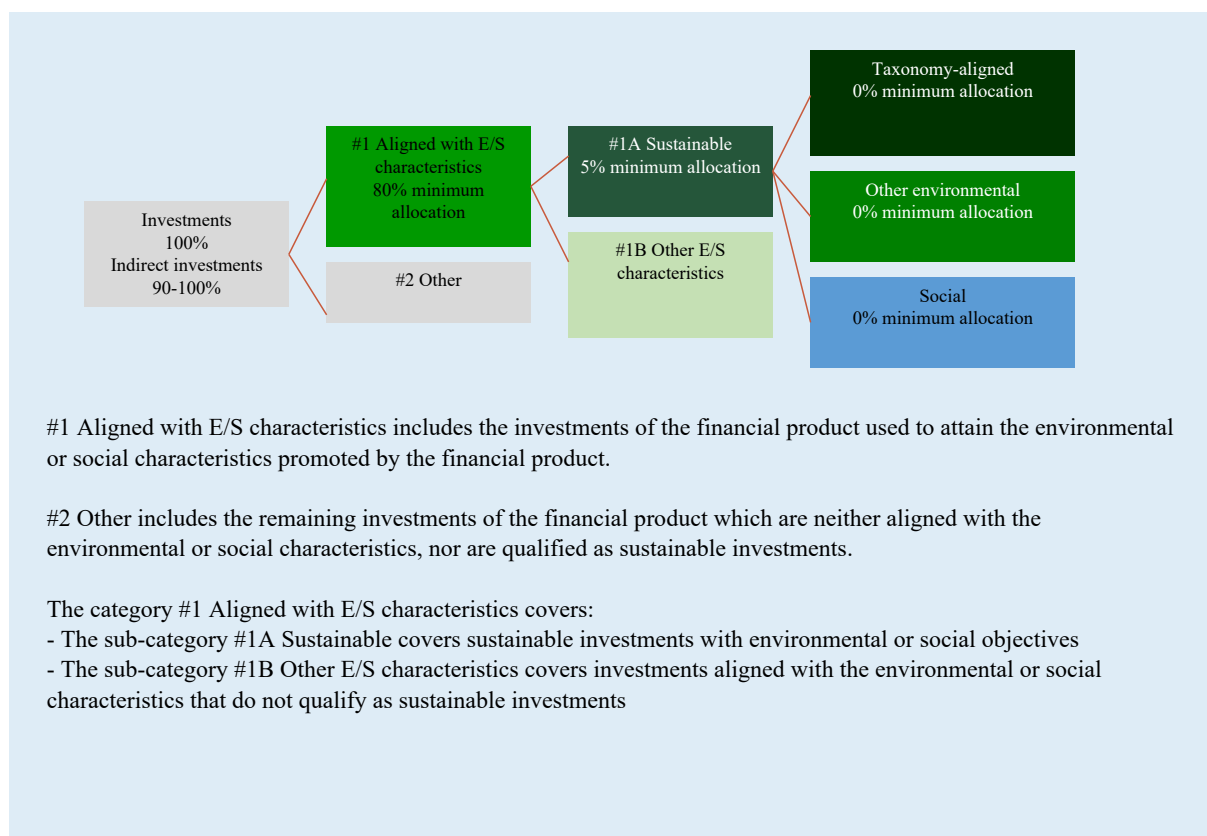 Investments
100%
Indirect investments
90-100%
#1 Aligned with E/S
characteristics
80% minimum
allocation
#2 Other
#1A Sustainable
5% minimum allocation
#1B Other E/S
characteristics
Taxonomy-aligned
0% minimum allocation
Other environmental
0% minimum allocation
Social
0% minimum allocation
#1 Aligned with E/S characteristics includes the investments of the financial product used to attain the environmental
or social characteristics promoted by the financial product.
#2 Other includes the remaining investments of the financial product which are neither aligned with the
environmental or social characteristics, nor are qualified as sustainable investments.
The category #1 Aligned with E/S characteristics covers:
- The sub-category #1A Sustainable covers sustainable investments with environmental or social objectives
- The sub-category #1B Other E/S characteristics covers investments aligned with the environmental or social
characteristics that do not qualify as sustainable investments